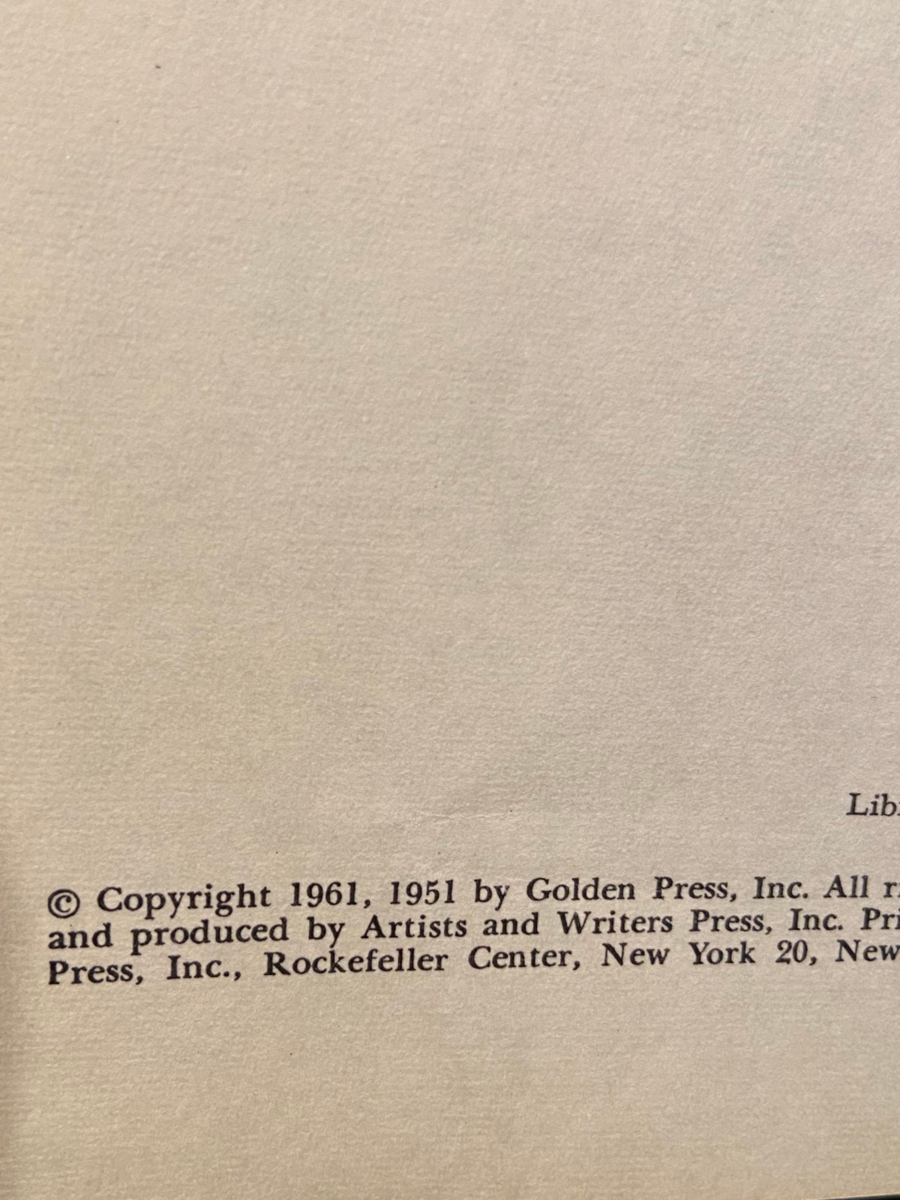 Lib
© Copyright 1961, 1951 by Golden Press, Inc. All r
and produced by Artists and Writers Press, Inc. Pri
Press, Inc., Rockefeller Center, New York 20, New